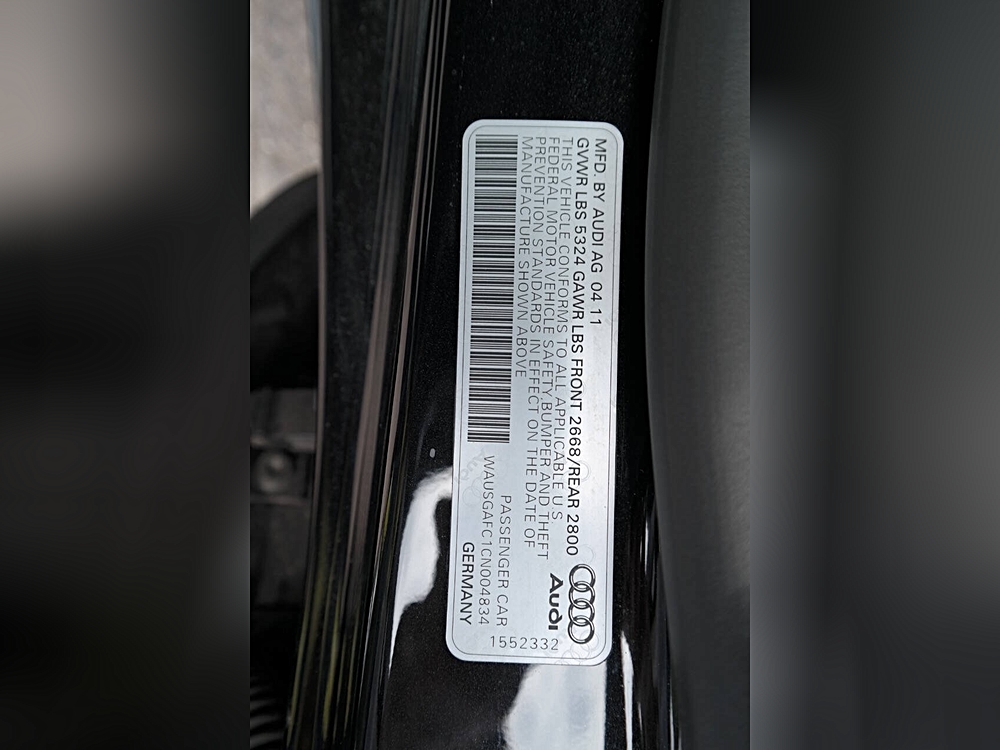 MFD. BY AUDI AG 04 11
GVWR LBS 5324 GAWR LBS FRONT 2668/REAR 2800
THIS VEHICLE CONFORMS TO ALL APPLICABLE U.S.
FEDERAL MOTOR VEHICLE SAFETY, BUMPER AND THEFT
PREVENTION STANDARDS IN EFFECT ON THE DATE OF
MANUFACTURE SHOWN ABOVE
Audi
PASSENGER CAR
WAUSGAFC1CN004834
GERMANY
1552332